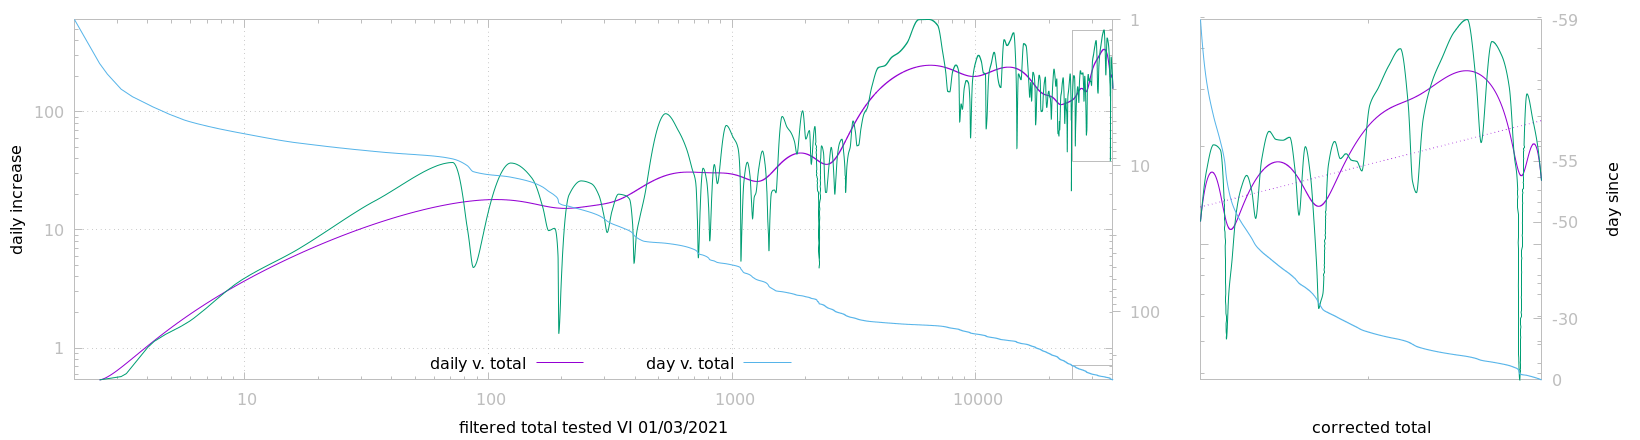 daily increase
100
10
1
10
100
1000
10000
1
10
100
daily v. total
day v. total
filtered total tested VI 01/03/2021
-59
-55
-50
-30
0
day since
corrected total